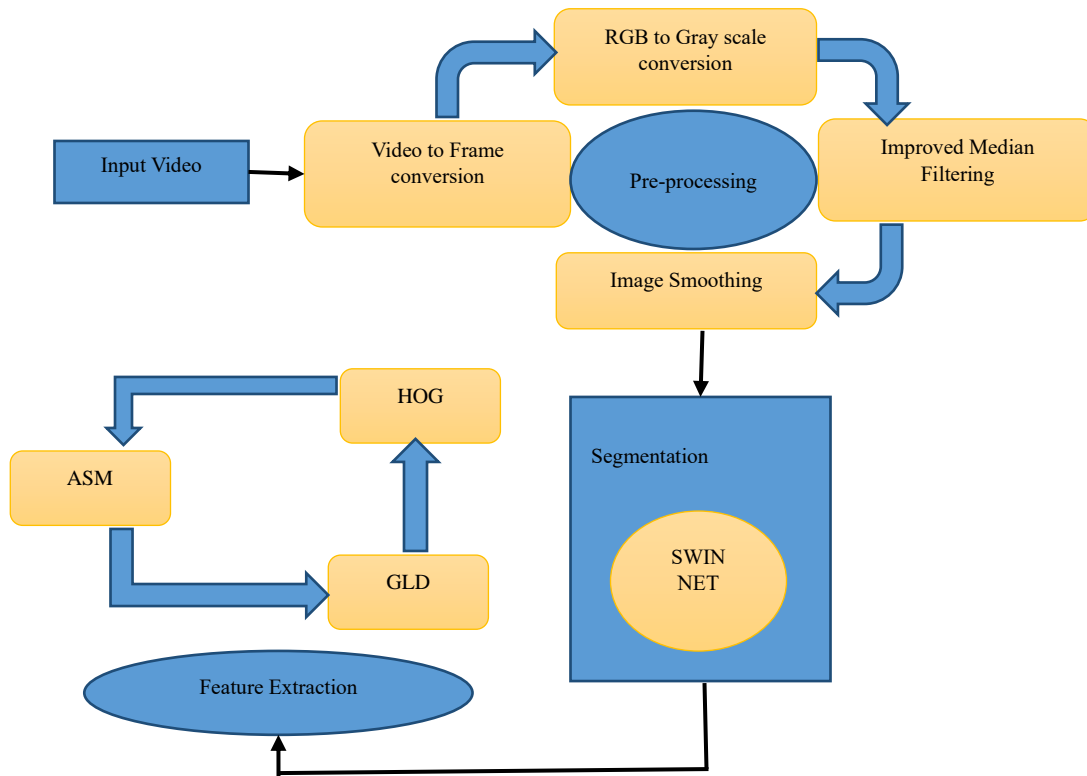 RGB to Gray scale
conversion
Input Video
Video to Frame
conversion
Pre-processing
Improved Median
Filtering
Image Smoothing
HOG
ASM
GLD
Segmentation
SWIN
NET
Feature Extraction